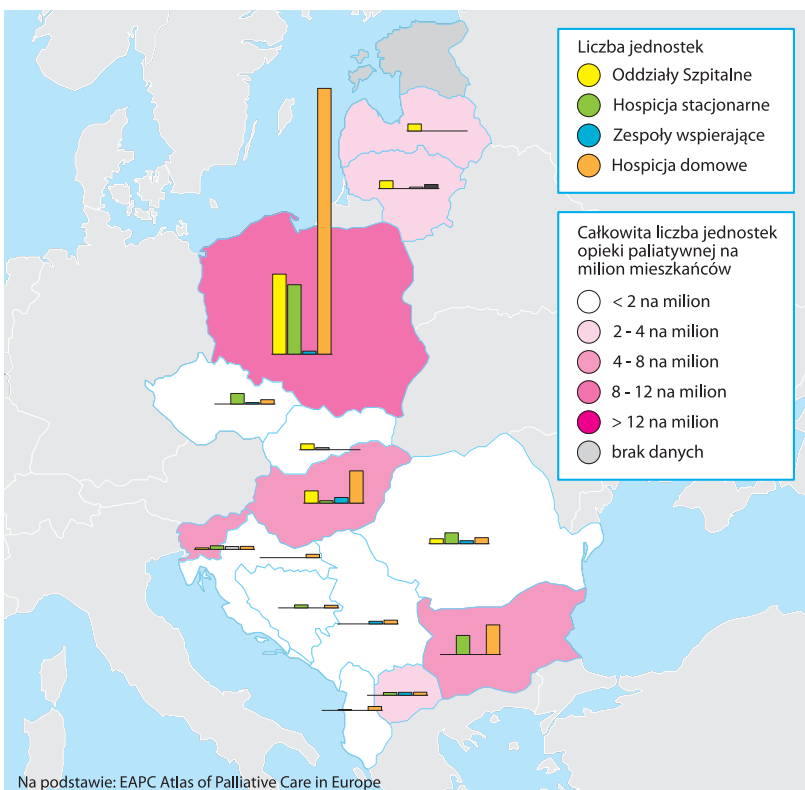 Liczba jednostek
Oddziały Szpitalne
Hospicja stacjonarne
Zespoły wspierające
Hospicja domowe
Całkowita liczba jednostek
opieki paliatywnej na
milion mieszkańców
< 2 na milion
2 - 4 na milion
4 - 8 na milion
8 - 12 na milion
> 12 na milion
brak danych
Na podstawie: EAPC Atlas of Palliative Care in Europe